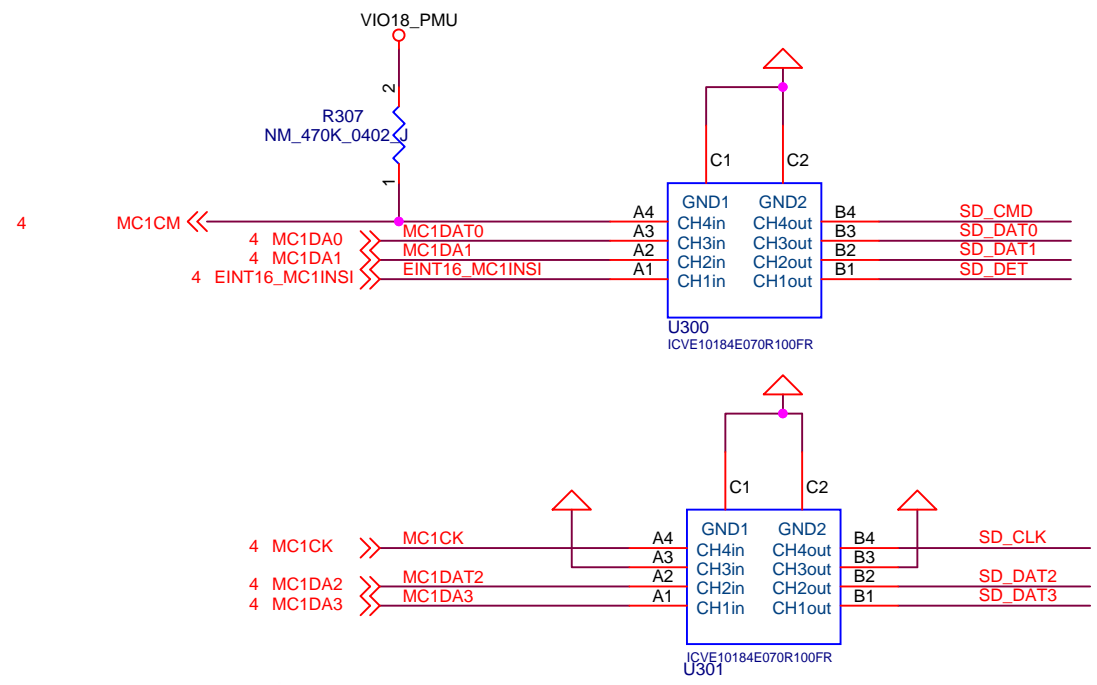 VIO18_PMU
2
R307
NM_470K_0402_J
1
C1 C2
GND1 GND2
4 MC1CM A4 CH4in CH4out B4 SD_CMD
4 MC1DA0 MC1DAT0 A3 CH3in CH3out B3 SD_DAT0
4 MC1DA1 MC1DA1 A2 CH2in CH2out B2 SD_DAT1
4 EINT16_MC1INSI EINT16_MC1INSI A1 CH1in CH1out B1 SD_DET
U300
ICVE10184E070R100FR
C1 C2
GND1 GND2
4 MC1CK MC1CK A4 CH4in CH4out B4 SD_CLK
A3 CH3in CH3out B3
4 MC1DA2 MC1DAT2 A2 CH2in CH2out B2 SD_DAT2
4 MC1DA3 MC1DA3 A1 CH1in CH1out B1 SD_DAT3
ICVE10184E070R100FR
U301